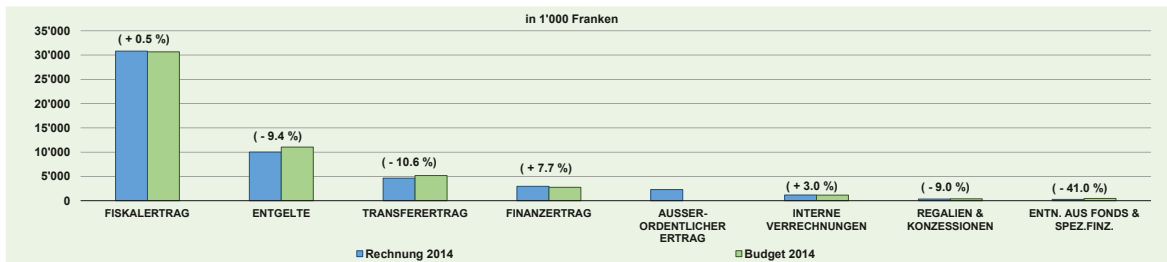 in 1'000 Franken
35'000
30'000
25'000
20'000
15'000
10'000
5'000
0
( + 0.5 %)
( - 9.4 %)
( - 10.6 %)
( + 7.7 %)
( + 3.0 %)
( - 9.0 %)
( - 41.0 %)
FISKALERTRAG
ENTGELTE
TRANSFERERTRAG
FINANZERTRAG
AUSSER-
ORDENTLICHER
ERTRAG
INTERNE
VERRECHNUNGEN
REGALIEN &
KONZESSIONEN
ENTN. AUS FONDS &
SPEZ.FINZ.
Rechnung 2014
Budget 2014